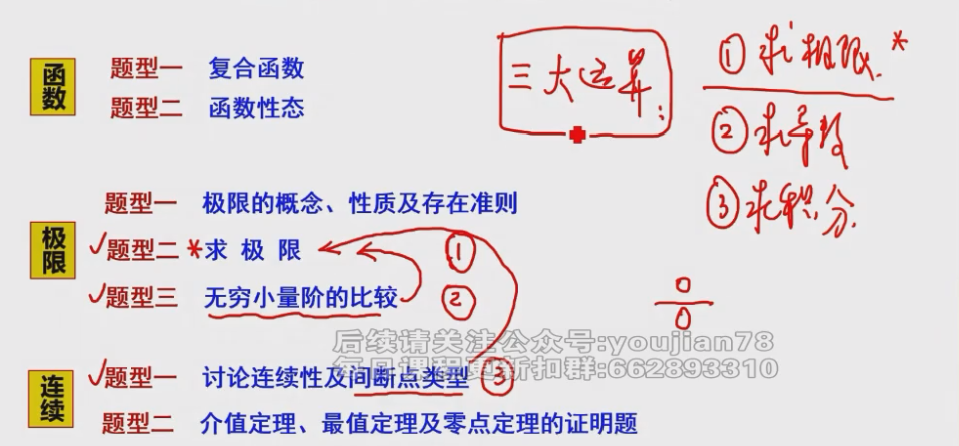 函数
题型一 复合函数
题型二 函数性态
三大运算:
① 求极限. *
② 求导数
③ 求积分.
极限
题型一 极限的概念、性质及存在准则
✓题型二 *求 极 限 ①
✓题型三 无穷小量阶的比较 ②
0
0
后续请关注公众号:youjian78
每日课程更新扣群:662893310
连续
✓题型一 讨论连续性及间断点类型 ③
题型二 介值定理、最值定理及零点定理的证明题